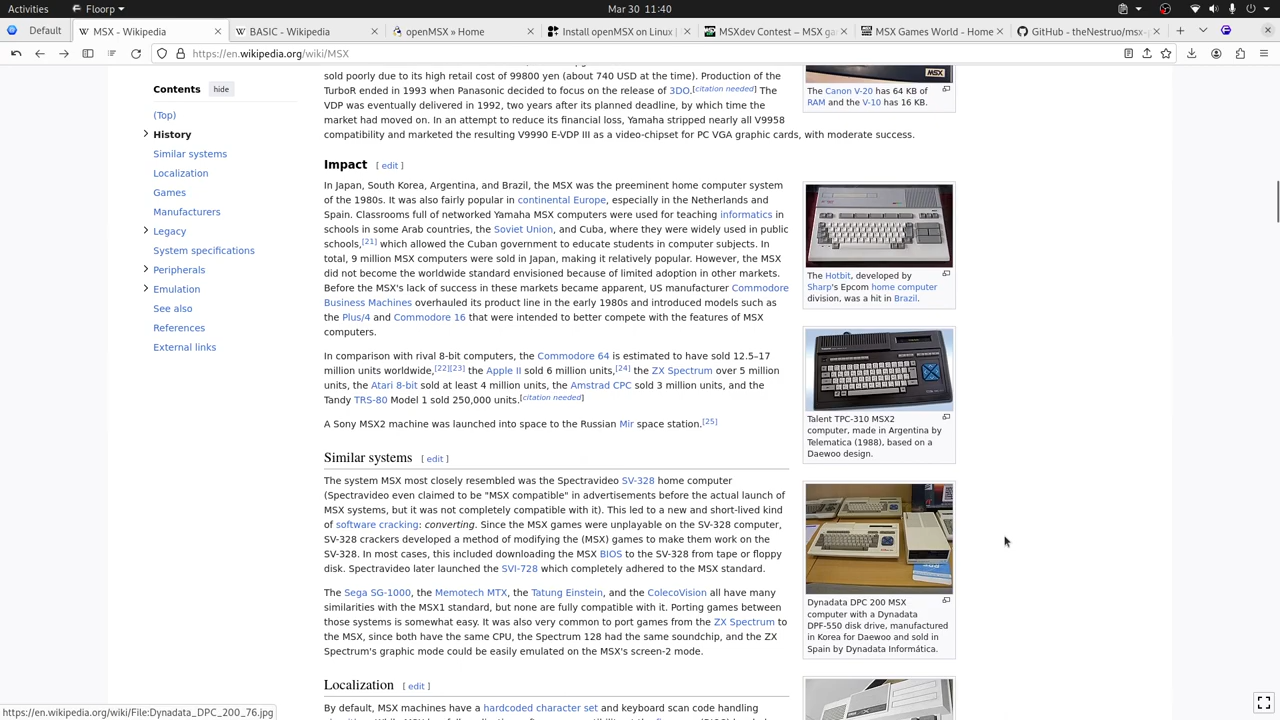 Activities
Floorp
Mar 30 11:40
Default
MSX - Wikipedia
BASIC - Wikipedia
openMSX » Home
Install openMSX on Linux |
MSXdev Contest – MSX ga
MSX Games World - Home
GitHub - theNestruo/msx-
https://en.wikipedia.org/wiki/MSX
Contents hide
(Top)
History
Similar systems
Localization
Games
Manufacturers
Legacy
System specifications
Peripherals
Emulation
See also
References
External links
sold poorly due to its high retail cost of 99800 yen (about 740 USD at the time). Production of the
TurboR ended in 1993 when Panasonic decided to focus on the release of 3DO.[citation needed] The
VDP was eventually delivered in 1992, two years after its planned deadline, by which time the
market had moved on. In an attempt to reduce its financial loss, Yamaha stripped nearly all V9958
compatibility and marketed the resulting V9990 E-VDP III as a video-chipset for PC VGA graphic cards, with moderate success.
Impact [ edit ]
In Japan, South Korea, Argentina, and Brazil, the MSX was the preeminent home computer system
of the 1980s. It was also fairly popular in continental Europe, especially in the Netherlands and
Spain. Classrooms full of networked Yamaha MSX computers were used for teaching informatics in
schools in some Arab countries, the Soviet Union, and Cuba, where they were widely used in public
schools,[21] which allowed the Cuban government to educate students in computer subjects. In
total, 9 million MSX computers were sold in Japan, making it relatively popular. However, the MSX
did not become the worldwide standard envisioned because of limited adoption in other markets.
Before the MSX's lack of success in these markets became apparent, US manufacturer Commodore
Business Machines overhauled its product line in the early 1980s and introduced models such as
the Plus/4 and Commodore 16 that were intended to better compete with the features of MSX
computers.
In comparison with rival 8-bit computers, the Commodore 64 is estimated to have sold 12.5–17
million units worldwide,[22][23] the Apple II sold 6 million units,[24] the ZX Spectrum over 5 million
units, the Atari 8-bit sold at least 4 million units, the Amstrad CPC sold 3 million units, and the
Tandy TRS-80 Model 1 sold 250,000 units.[citation needed]
A Sony MSX2 machine was launched into space to the Russian Mir space station.[25]
Similar systems [ edit ]
The system MSX most closely resembled was the Spectravideo SV-328 home computer
(Spectravideo even claimed to be "MSX compatible" in advertisements before the actual launch of
MSX systems, but it was not completely compatible with it). This led to a new and short-lived kind
of software cracking: converting. Since the MSX games were unplayable on the SV-328 computer,
SV-328 crackers developed a method of modifying the (MSX) games to make them work on the
SV-328. In most cases, this included downloading the MSX BIOS to the SV-328 from tape or floppy
disk. Spectravideo later launched the SVI-728 which completely adhered to the MSX standard.
The Sega SG-1000, the Memotech MTX, the Tatung Einstein, and the ColecoVision all have many
similarities with the MSX1 standard, but none are fully compatible with it. Porting games between
those systems is somewhat easy. It was also very common to port games from the ZX Spectrum to
the MSX, since both have the same CPU, the Spectrum 128 had the same soundchip, and the ZX
Spectrum's graphic mode could be easily emulated on the MSX's screen-2 mode.
Localization [ edit ]
By default, MSX machines have a hardcoded character set and keyboard scan code handling
MSX
The Canon V-20 has 64 KB of
RAM and the V-10 has 16 KB.
The Hotbit, developed by
Sharp's Epcom home computer
division, was a hit in Brazil.
Talent TPC-310 MSX2
computer, made in Argentina by
Telematica (1988), based on a
Daewoo design.
Dynadata DPC 200 MSX
computer with a Dynadata
DPF-550 disk drive, manufactured
in Korea for Daewoo and sold in
Spain by Dynadata Informática.
https://en.wikipedia.org/wiki/File:Dynadata_DPC_200_76.jpg